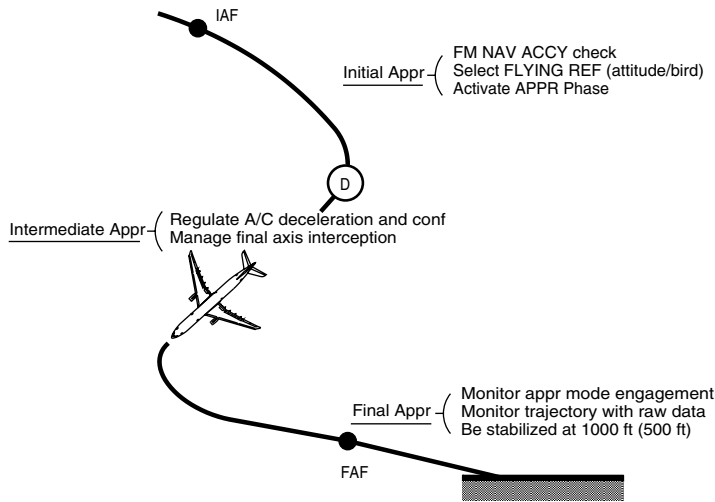 IAF
Initial Appr
FM NAV ACCY check
Select FLYING REF (attitude/bird)
Activate APPR Phase
D
Intermediate Appr
Regulate A/C deceleration and conf
Manage final axis interception
Final Appr
Monitor appr mode engagement
Monitor trajectory with raw data
Be stabilized at 1000 ft (500 ft)
FAF